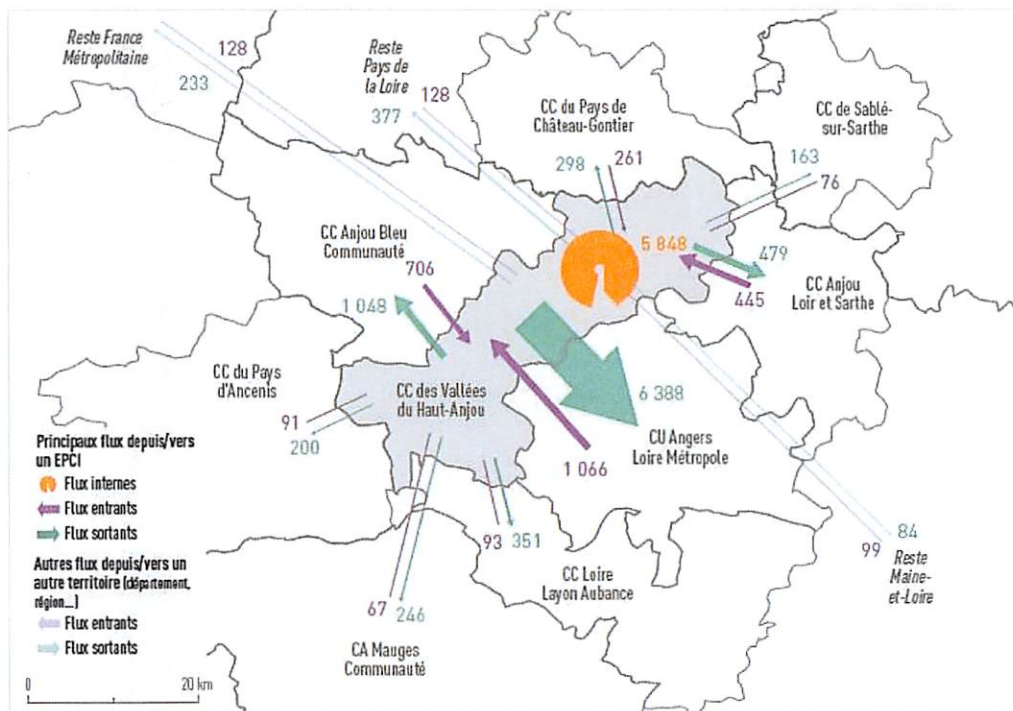 Reste France
Métropolitaine
128
233
Reste
Pays de
la Loire
128
377
CC du Pays de
Château-Gontier
298
261
CC de Sablé-
sur-Sarthe
163
76
CC Anjou Bleu
Communauté
706
1 048
5 848
479
445
CC Anjou
Loir et Sarthe
CC du Pays
d'Ancenis
CC des Vallées
du Haut-Anjou
91
200
6 388
CU Angers
Loire Métropole
1 066
93
351
67
246
CC Loire
Layon Aubance
CA Mauges
Communauté
84
99
Reste
Maine-
et-Loire
Principaux flux depuis/vers
un EPCI
Flux internes
Flux entrants
Flux sortants
Autres flux depuis/vers un
autre territoire (département,
région...)
Flux entrants
Flux sortants
0
20 km